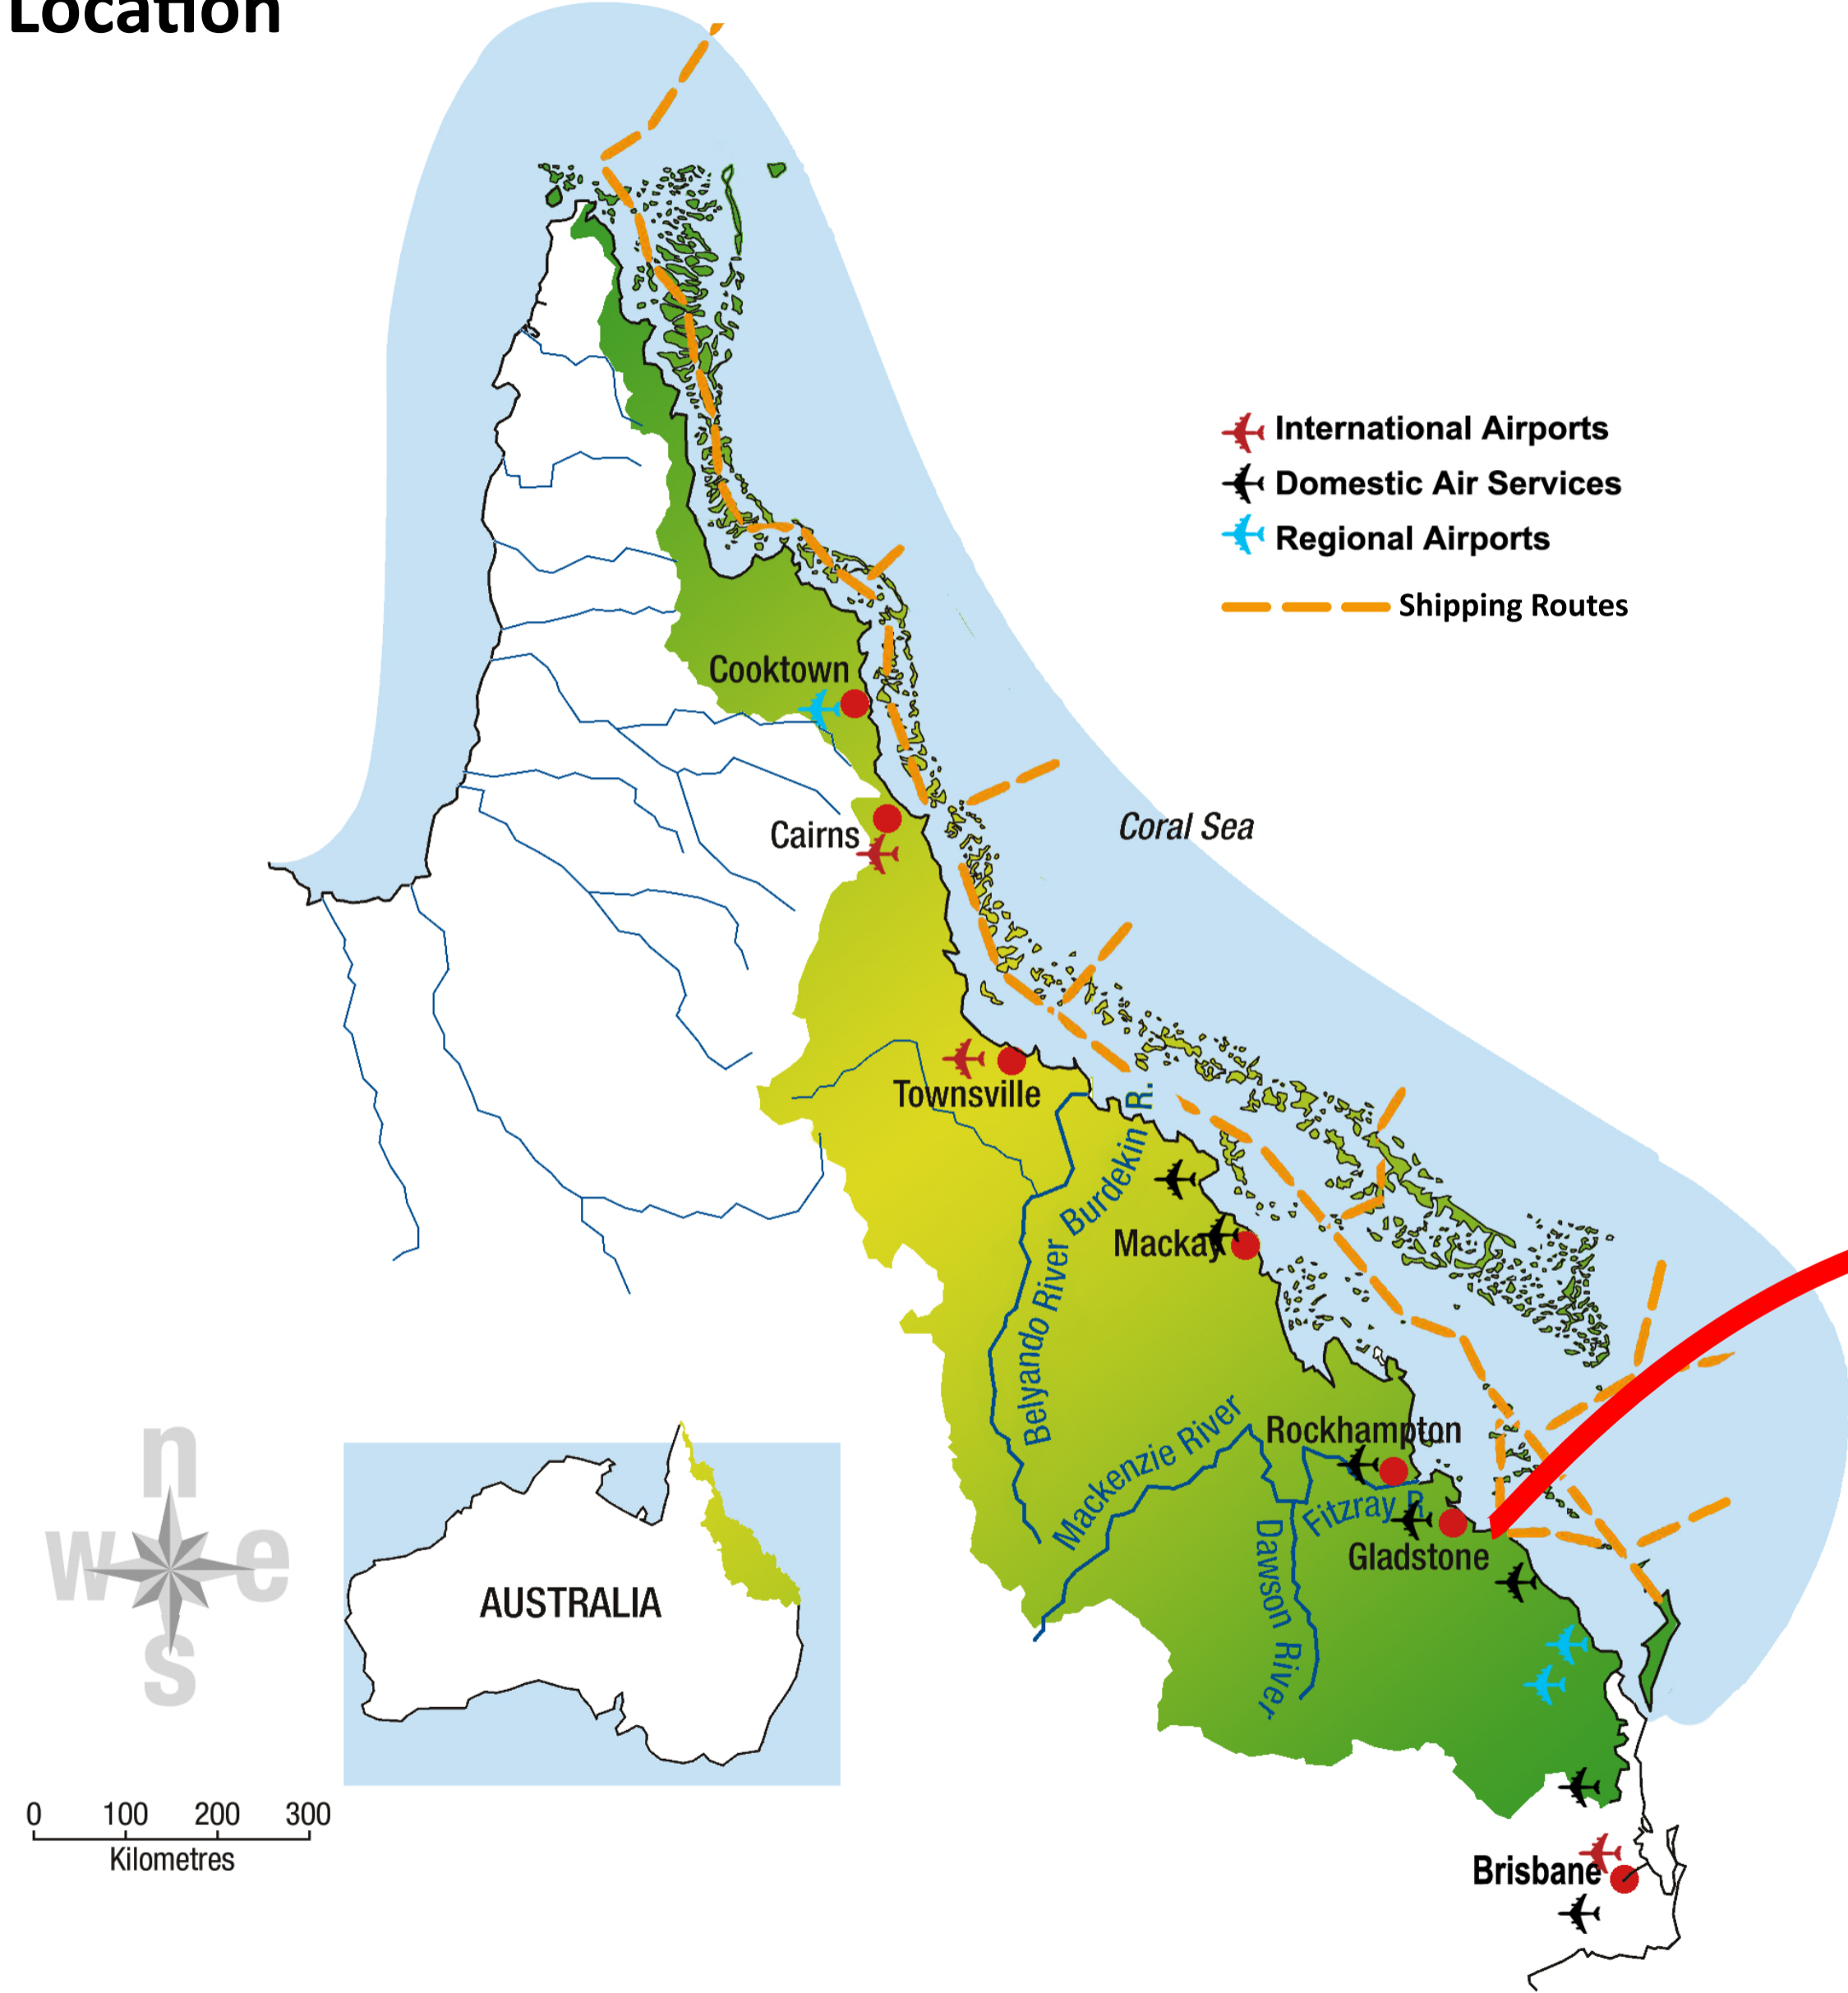 Location
International Airports
Domestic Air Services
Regional Airports
Shipping Routes
Cooktown
Cairns
Coral Sea
Townsville
Burdekin R.
Mackay
Belyando River
Mackenzie River
Rockhampton
Fitzray R.
Gladstone
Dawson River
n
w e
s
AUSTRALIA
0 100 200 300
Kilometres
Brisbane